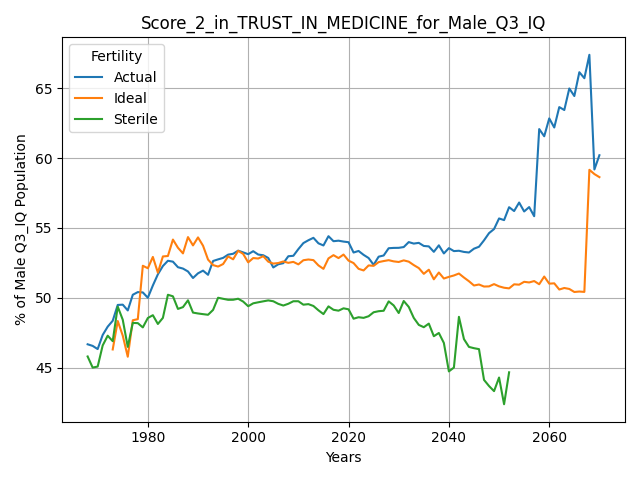 Score_2_in_TRUST_IN_MEDICINE_for_Male_Q3_IQ
Fertility
Actual
Ideal
Sterile
% of Male Q3_IQ Population
65
60
55
50
45
1980
2000
2020
2040
2060
Years